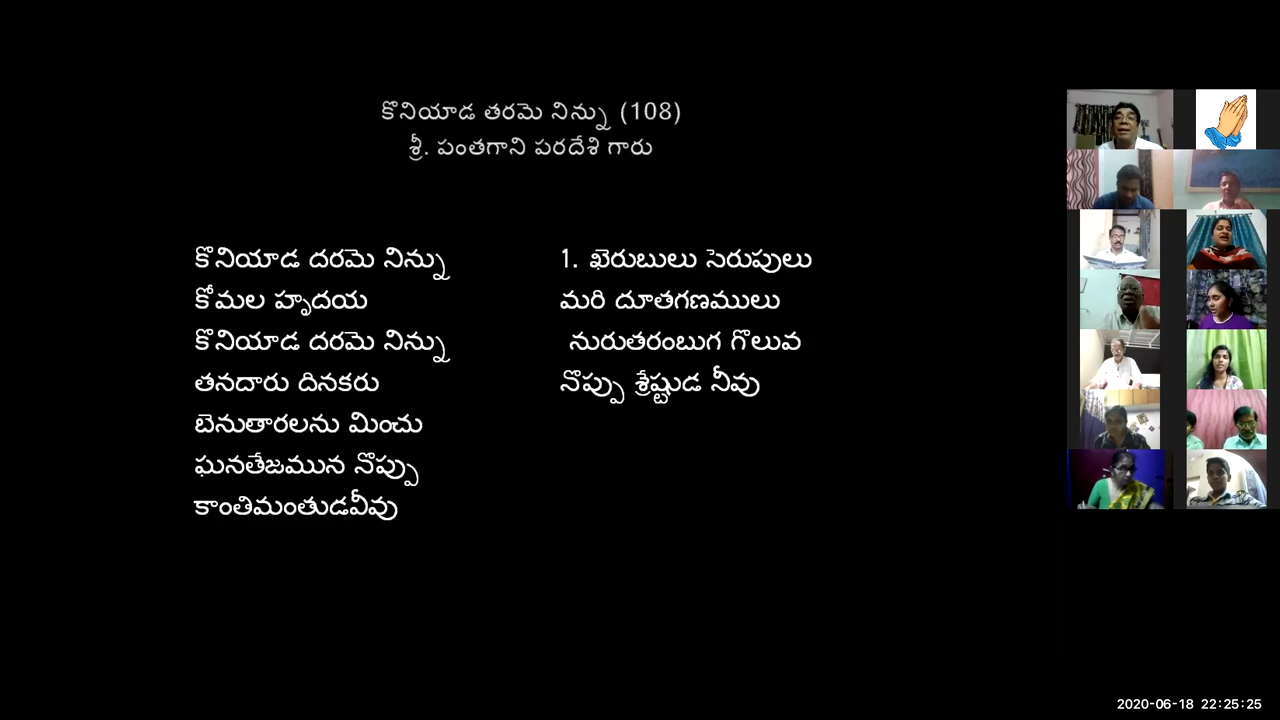 కొనియాడ తరమె నిన్ను (108)
శ్రీ. పంతగాని పరదేశి గారు
కొనియాడ దరమె నిన్ను
కోమల హృదయ
కొనియాడ దరమె నిన్ను
తనదారు దినకరు
బెనుతారలను మించు
ఘనతేజమున నొప్పు
కాంతిమంతుడవీవు
1. ఖెరుబులు సెరుపులు
మరి దూతగణములు
నురుతరంబుగ గొలువ
నొప్పు శ్రేష్టుడ నీవు
2020-06-18 22:25:25